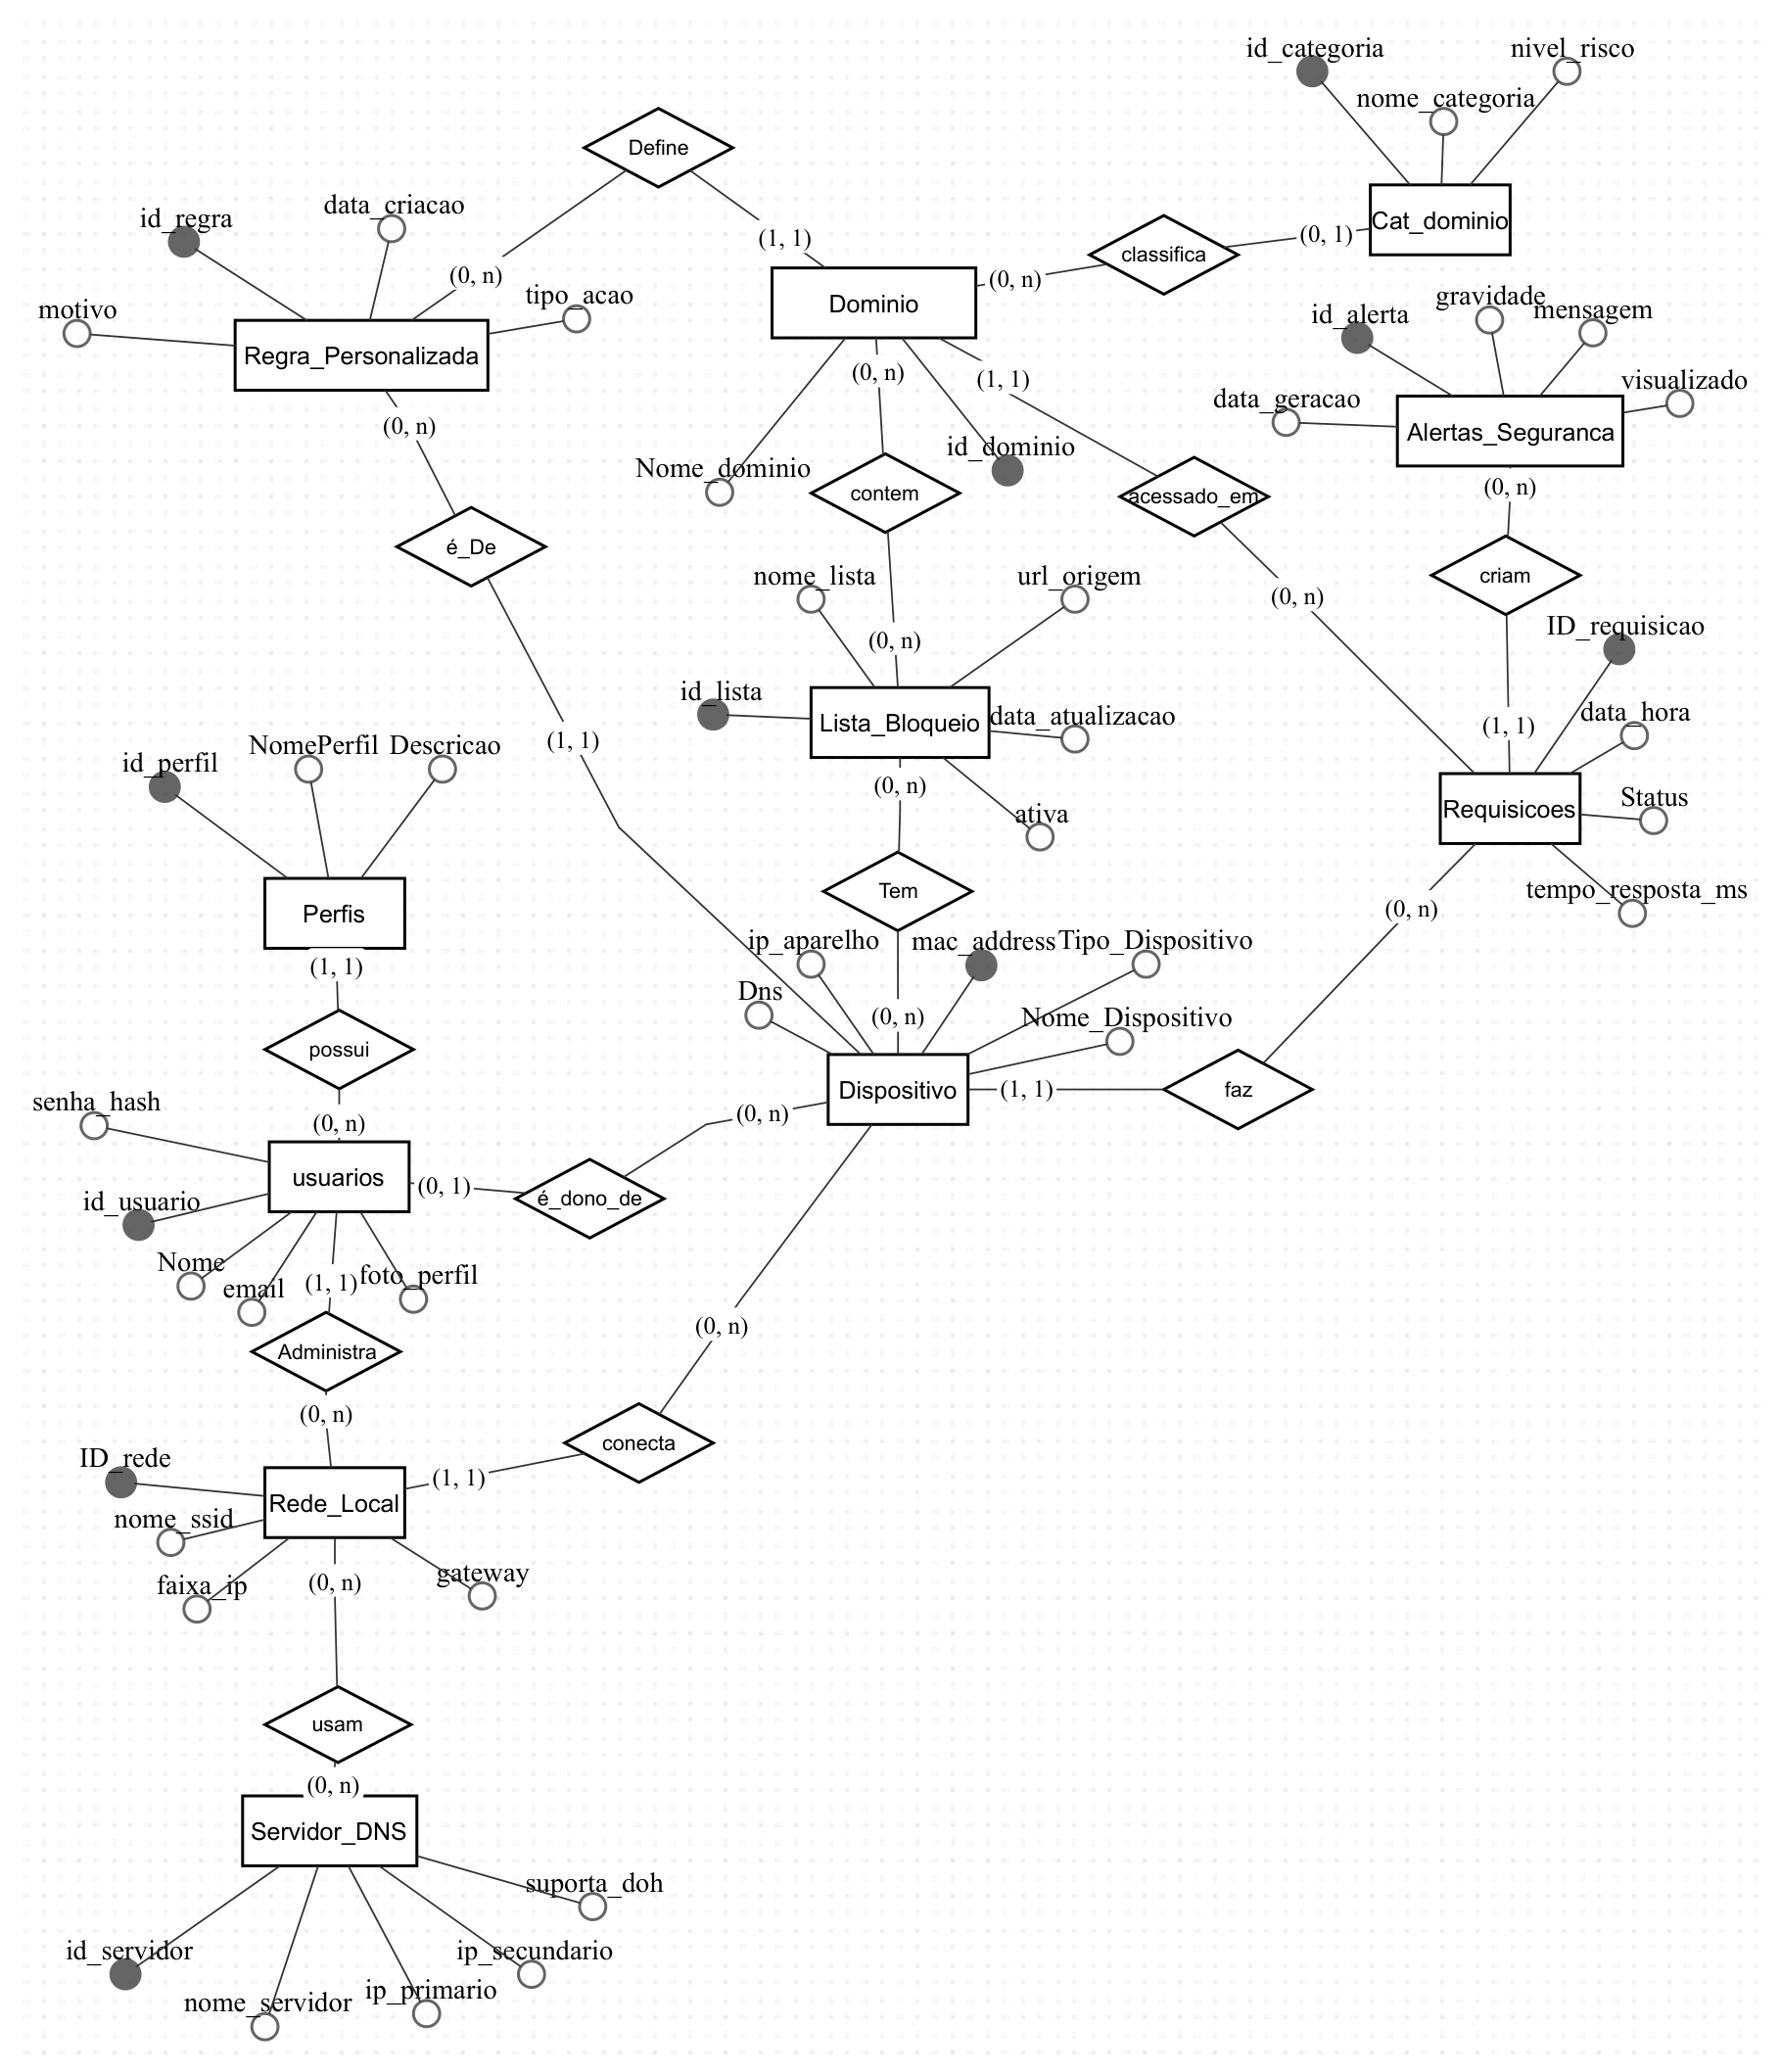 id_categoria
nivel_risco
nome_categoria
Define
Cat_dominio
id_regra
data_criacao
(1, 1)
classifica
(0, 1)
(0, n)
(0, n)
motivo
tipo_acao
Dominio
id_alerta
gravidade
mensagem
Regra_Personalizada
(0, n)
(1, 1)
visualizado
data_geracao
Alertas_Seguranca
(0, n)
Nome_dominio
id_dominio
contem
acessado_em
(0, n)
é_De
criam
nome_lista
url_origem
(0, n)
(0, n)
ID_requisicao
id_lista
Lista_Bloqueio
data_atualizacao
(1, 1)
data_hora
(1, 1)
NomePerfil
Descricao
id_perfil
(0, n)
ativa
Requisicoes
Status
Perfis
Tem
tempo_resposta_ms
(0, n)
ip_aparelho
mac_address
Tipo_Dispositivo
(1, 1)
Dns
(0, n)
Nome_Dispositivo
possui
Dispositivo
(1, 1)
faz
senha_hash
(0, n)
(0, n)
usuarios
(0, 1)
é_dono_de
id_usuario
Nome
email
(1, 1)
foto_perfil
Administra
(0, n)
(0, n)
conecta
ID_rede
(1, 1)
Rede_Local
nome_ssid
faixa_ip
(0, n)
gateway
usam
(0, n)
Servidor_DNS
suporta_doh
id_servidor
ip_secundario
nome_servidor
ip_primario